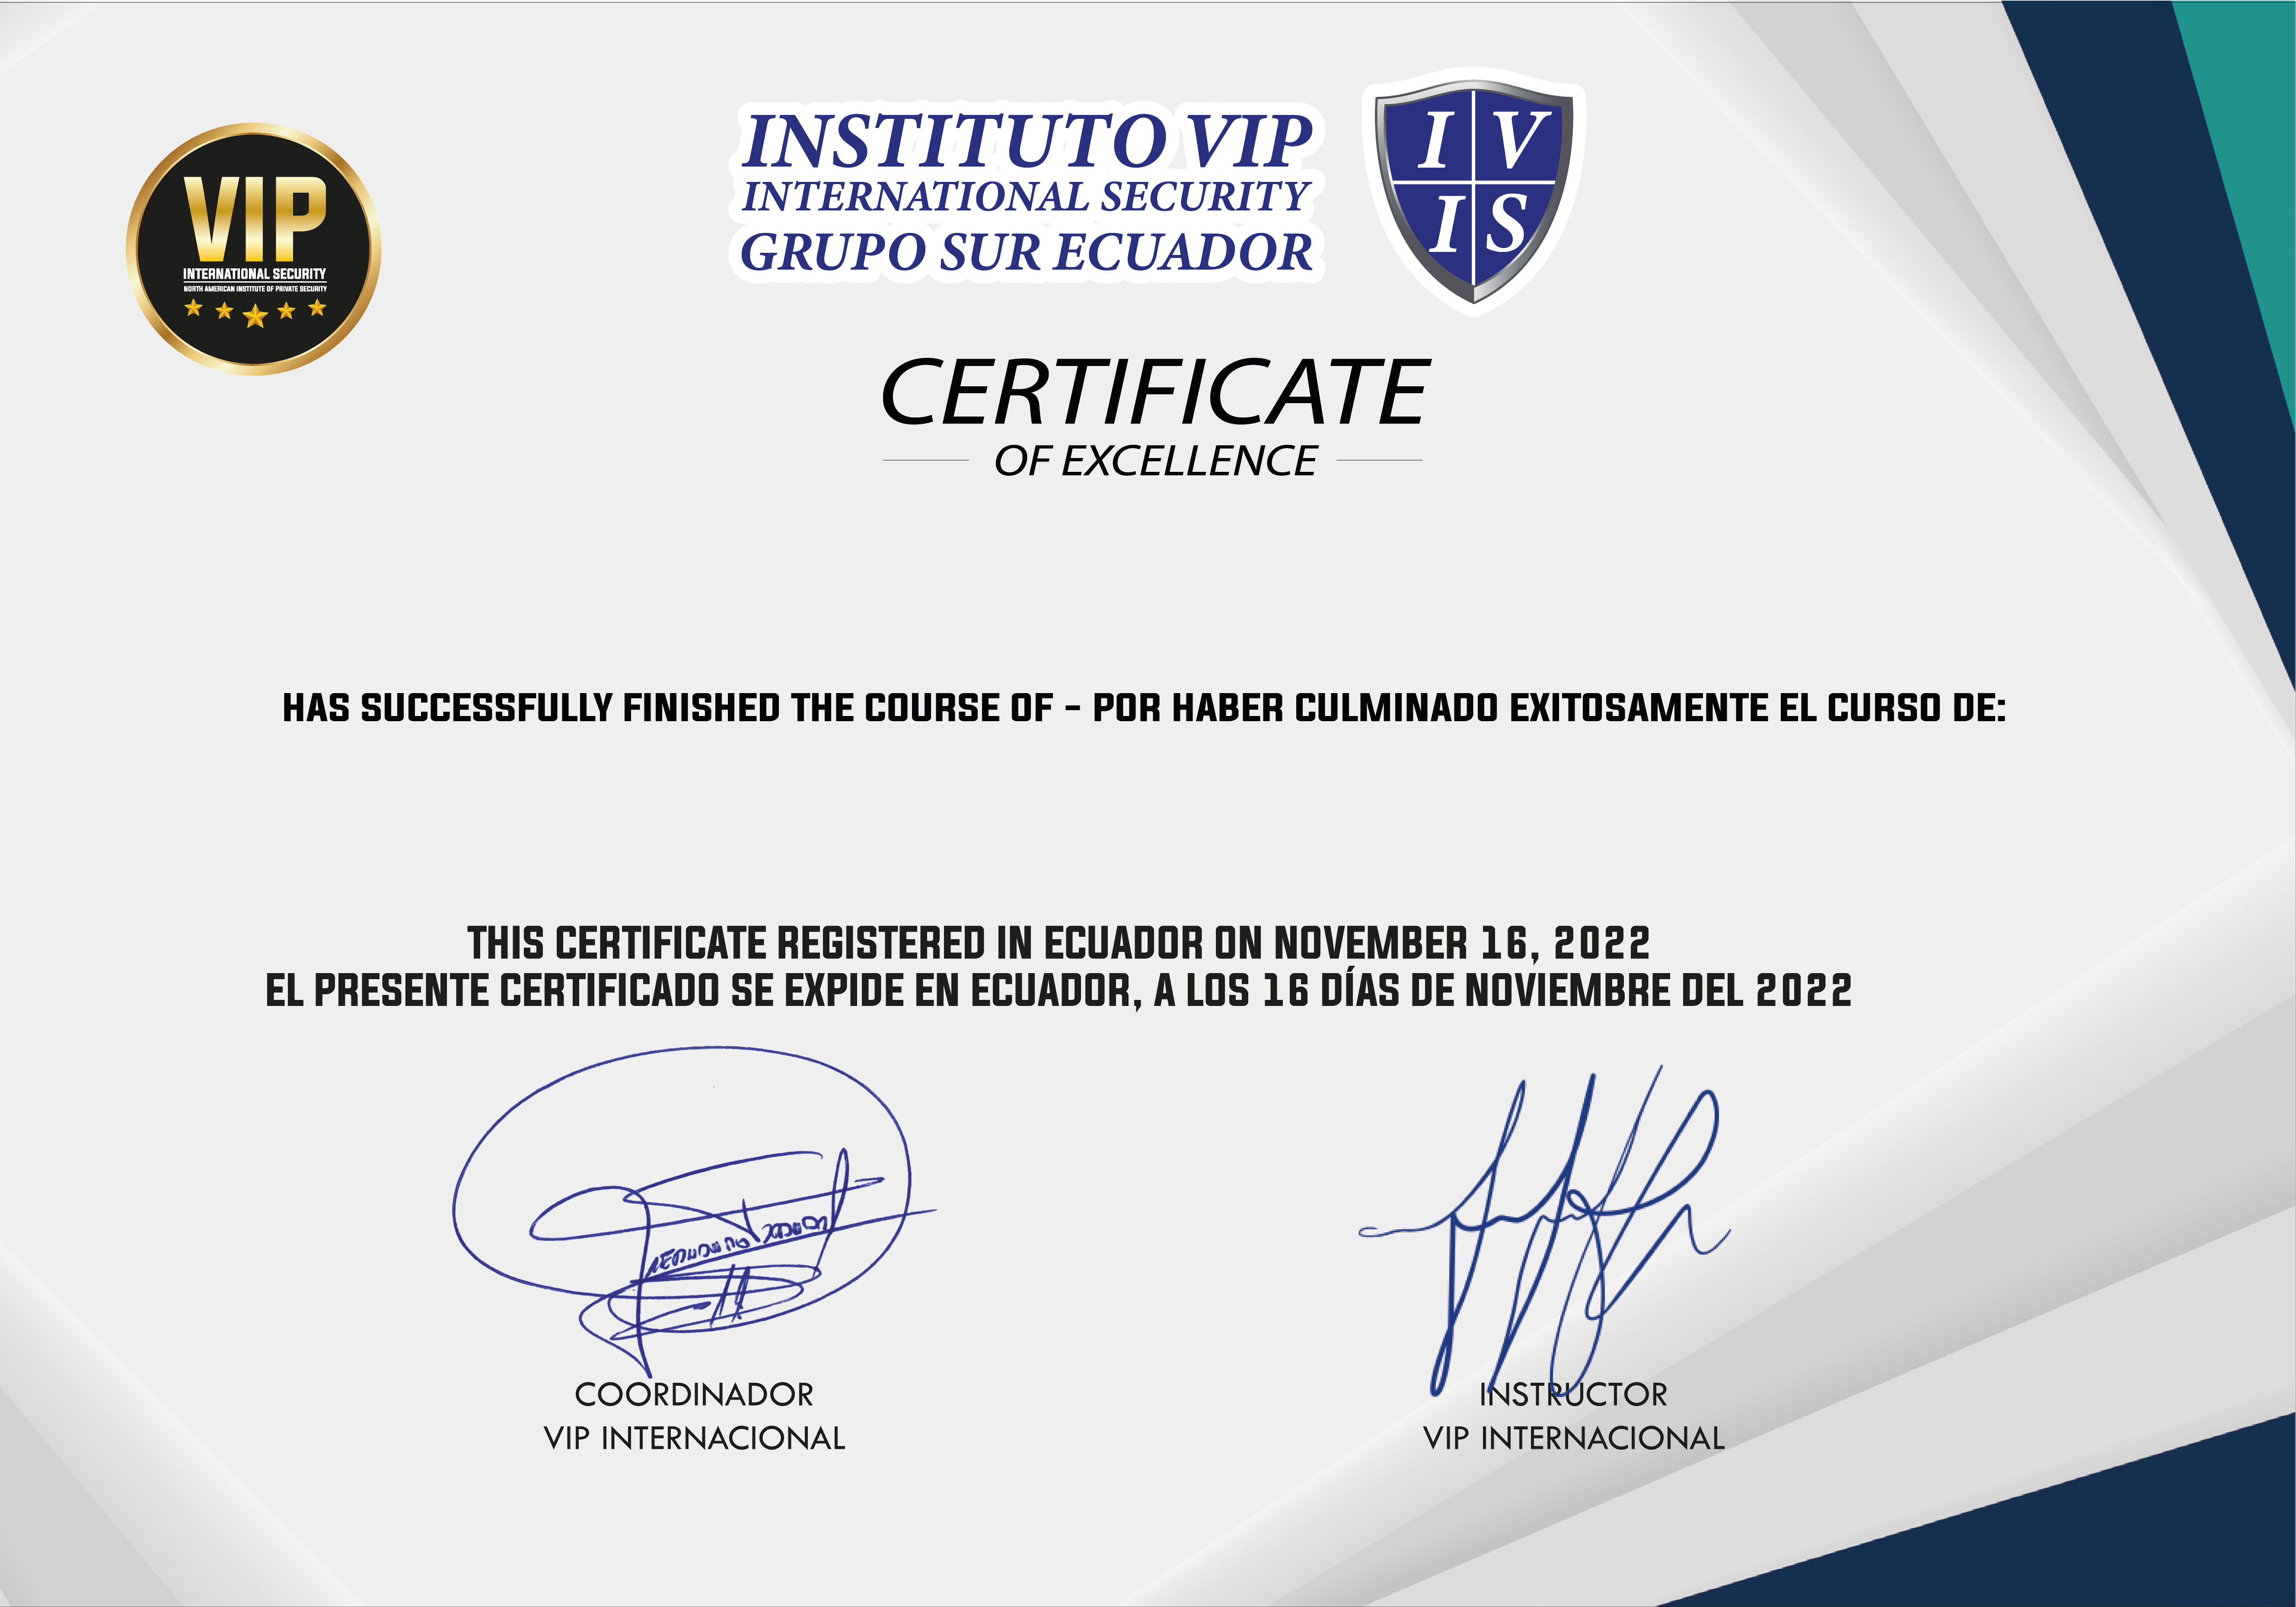 INSTITUTO VIP
INTERNATIONAL SECURITY
GRUPO SUR ECUADOR
I V
I S
VIP
INTERNATIONAL SECURITY
NORTH AMERICAN INSTITUTE OF PRIVATE SECURITY
CERTIFICATE
OF EXCELLENCE
HAS SUCCESSFULLY FINISHED THE COURSE OF - POR HABER CULMINADO EXITOSAMENTE EL CURSO DE:
THIS CERTIFICATE REGISTERED IN ECUADOR ON NOVEMBER 16, 2022
EL PRESENTE CERTIFICADO SE EXPIDE EN ECUADOR, A LOS 16 DÍAS DE NOVIEMBRE DEL 2022
COORDINADOR
VIP INTERNACIONAL
INSTRUCTOR
VIP INTERNACIONAL